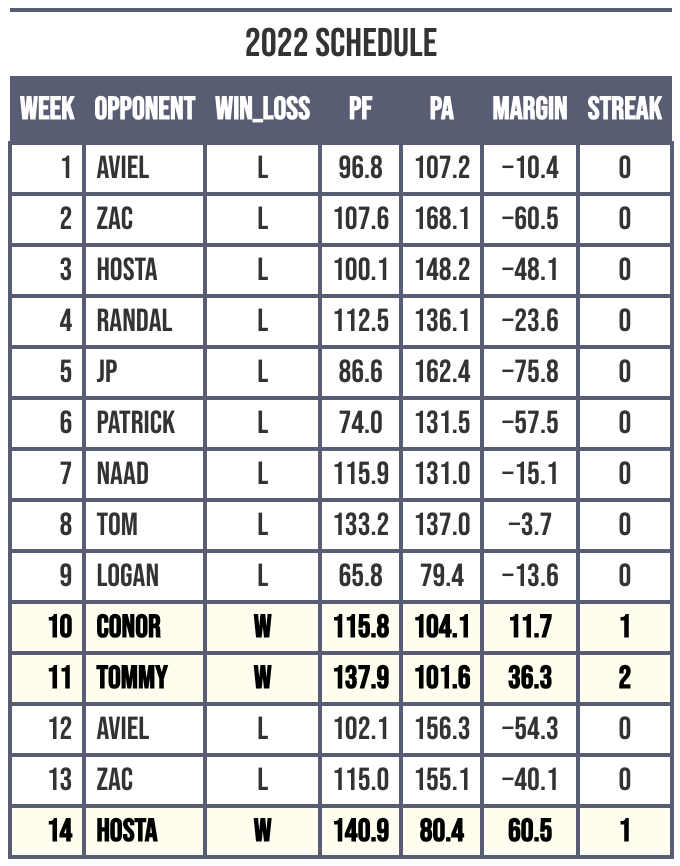 2022 SCHEDULE
WEEK OPPONENT WIN_LOSS PF PA MARGIN STREAK
1 AVIEL L 96.8 107.2 −10.4 0
2 ZAC L 107.6 168.1 −60.5 0
3 HOSTA L 100.1 148.2 −48.1 0
4 RANDAL L 112.5 136.1 −23.6 0
5 JP L 86.6 162.4 −75.8 0
6 PATRICK L 74.0 131.5 −57.5 0
7 NAAD L 115.9 131.0 −15.1 0
8 TOM L 133.2 137.0 −3.7 0
9 LOGAN L 65.8 79.4 −13.6 0
10 CONOR W 115.8 104.1 11.7 1
11 TOMMY W 137.9 101.6 36.3 2
12 AVIEL L 102.1 156.3 −54.3 0
13 ZAC L 115.0 155.1 −40.1 0
14 HOSTA W 140.9 80.4 60.5 1